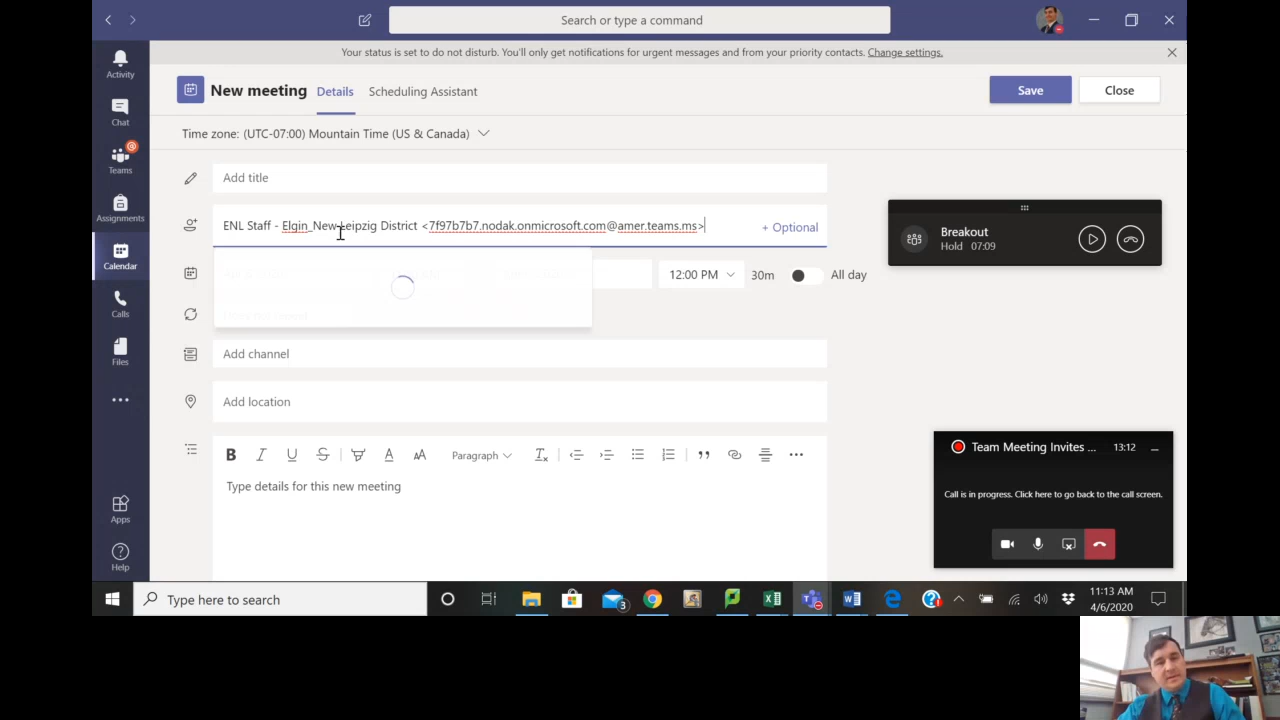 Search or type a command
Your status is set to do not disturb. You'll only get notifications for urgent messages and from your priority contacts. Change settings.
Activity
Chat
Teams
Assignments
Calendar
Calls
Files
Apps
Help
New meeting
Details
Scheduling Assistant
Save
Close
Time zone: (UTC-07:00) Mountain Time (US & Canada)
Add title
ENL Staff - Elgin_New Leipzig District <7f97b7b7.nodak.onmicrosoft.com@amer.teams.ms>
+ Optional
12:00 PM
30m
All day
Add channel
Add location
B I U S A AA Paragraph
Type details for this new meeting
Breakout
Hold 07:09
Team Meeting Invites ...
13:12
Call is in progress. Click here to go back to the call screen.
Type here to search
3
11:13 AM
4/6/2020